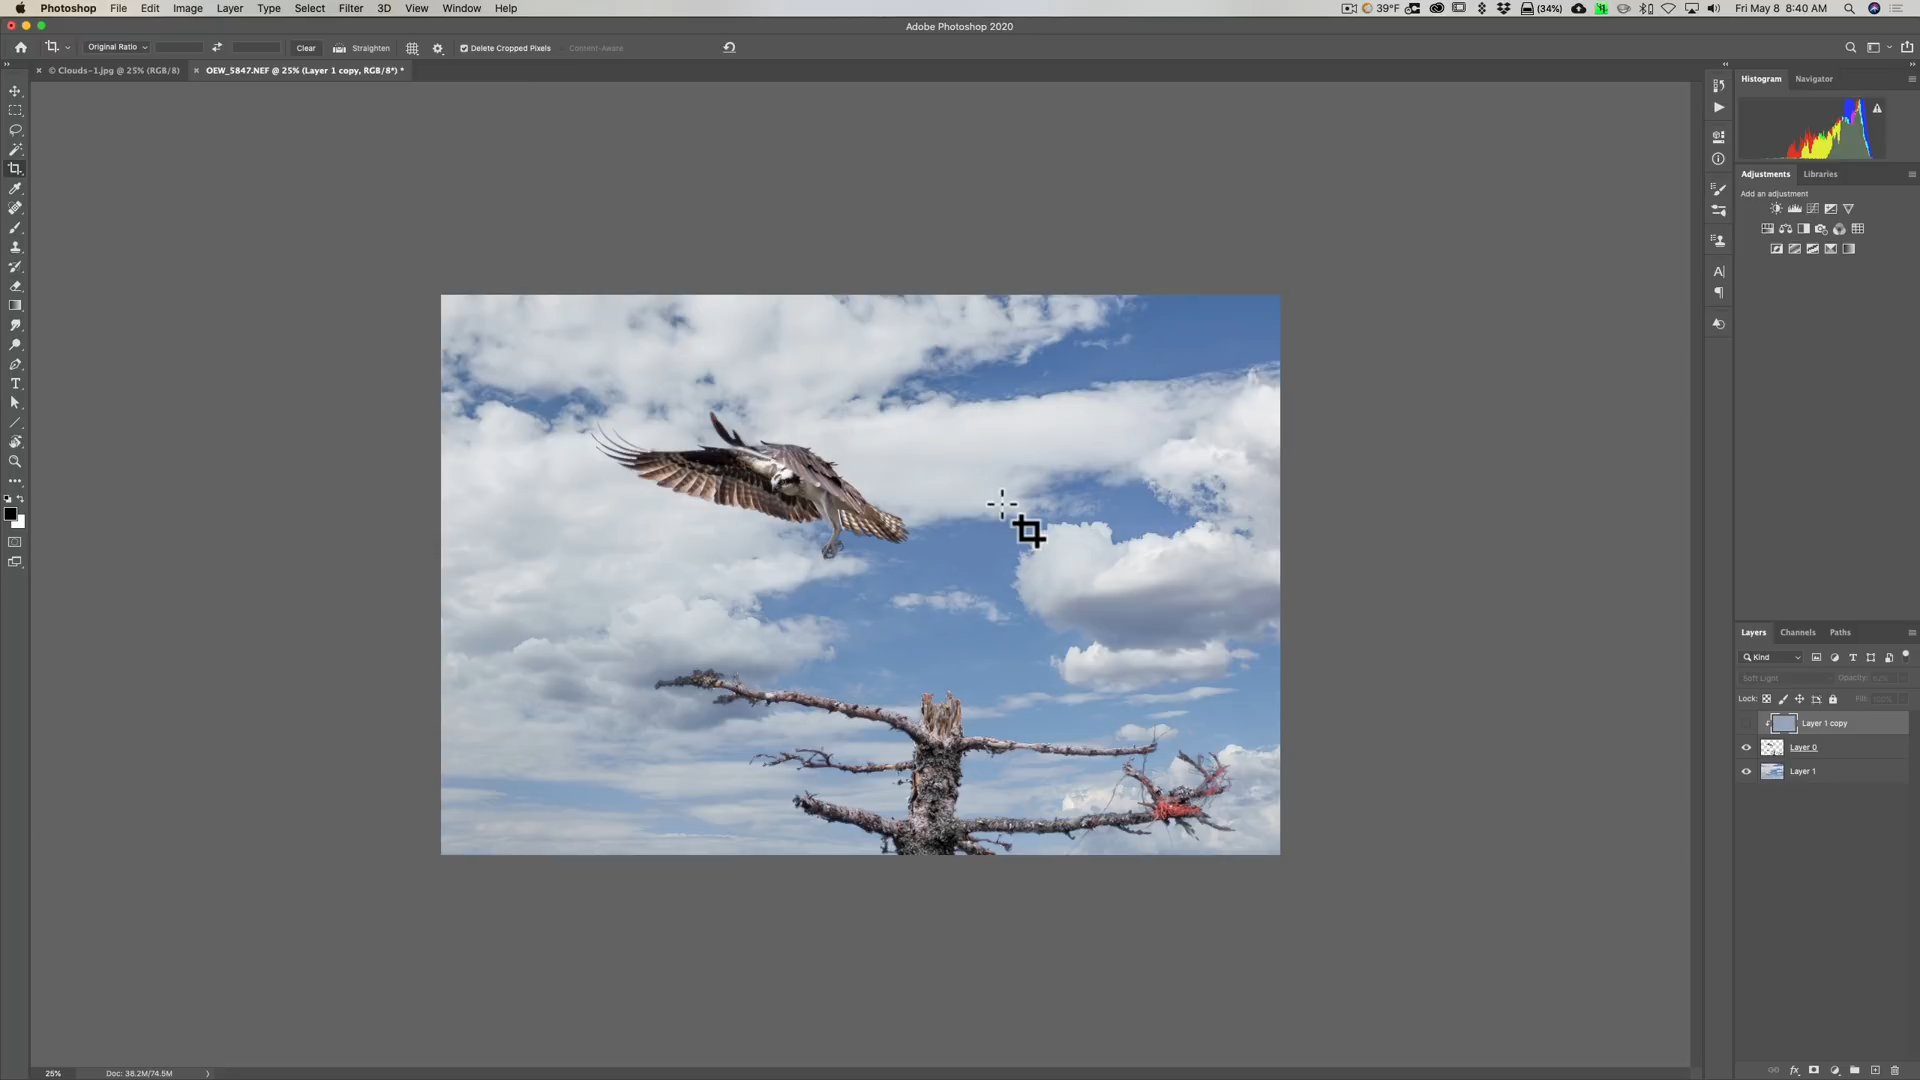 Photoshop File Edit Image Layer Type Select Filter 3D View Window Help 39°F (34%) Fri May 8 8:40 AM
Adobe Photoshop 2020
Original Ratio Clear Straighten Delete Cropped Pixels Content-Aware
© Clouds-1.jpg @ 25% (RGB/8) OEW_5847.NEF @ 25% (Layer 1 copy, RGB/8*) *
Histogram Navigator
Adjustments Libraries
Add an adjustment
Layers Channels Paths
Kind
Soft Light Opacity: 82%
Lock: Fill: 100%
Layer 1 copy
Layer 0
Layer 1
25% Doc: 38.2M/74.5M